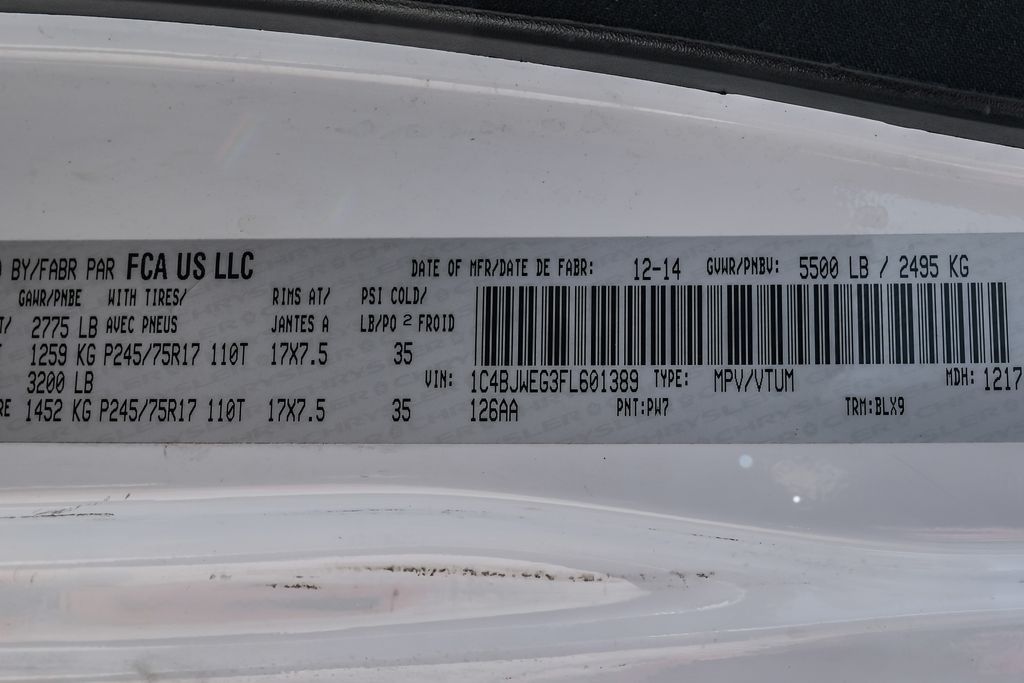 BY/FABR PAR FCA US LLC DATE OF MFR/DATE DE FABR: 12-14 GVWR/PNBV: 5500 LB / 2495 KG
GAWR/PNBE WITH TIRES/ RIMS AT/ PSI COLD/
2775 LB AVEC PNEUS JANTES A LB/PO 2 FROID
1259 KG P245/75R17 110T 17X7.5 35
3200 LB VIN: 1C4BJWEG3FL601389 TYPE: MPV/VTUM MDH: 1217
1452 KG P245/75R17 110T 17X7.5 35 126AA PNT:PW7 TRM:BLX9